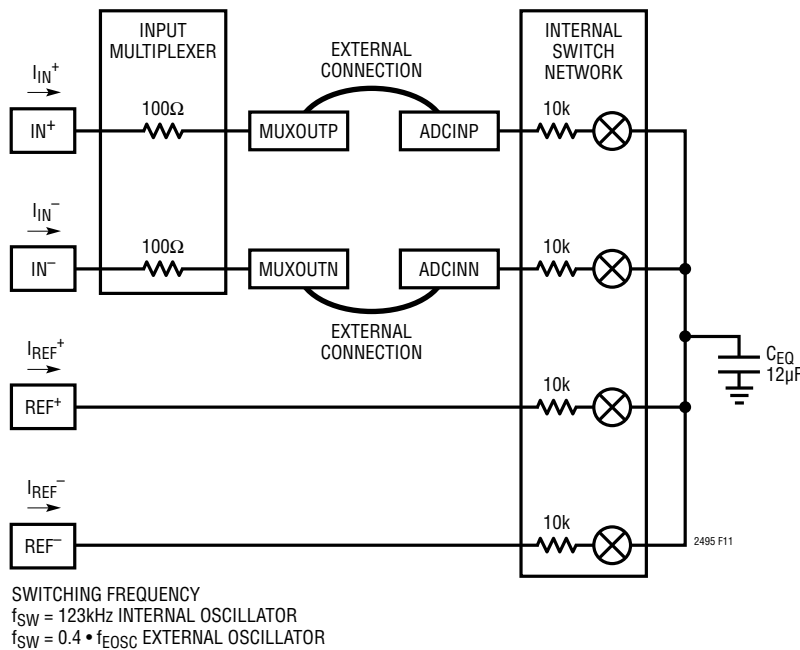 INPUT
MULTIPLEXER
EXTERNAL
CONNECTION
INTERNAL
SWITCH
NETWORK
IIN+
100Ω
10k
IN+
MUXOUTP
ADCINP
IIN–
100Ω
10k
IN–
MUXOUTN
ADCINN
EXTERNAL
CONNECTION
IREF+
10k
REF+
CEQ
12µF
IREF–
10k
REF–
2495 F11
SWITCHING FREQUENCY
fSW = 123kHz INTERNAL OSCILLATOR
fSW = 0.4 • fEOSC EXTERNAL OSCILLATOR